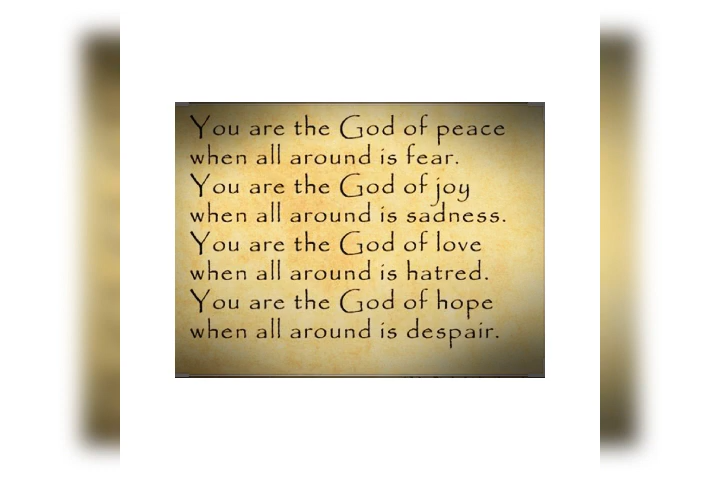 You are the God of peace
when all around is fear.
You are the God of joy
when all around is sadness.
You are the God of love
when all around is hatred.
You are the God of hope
when all around is despair.